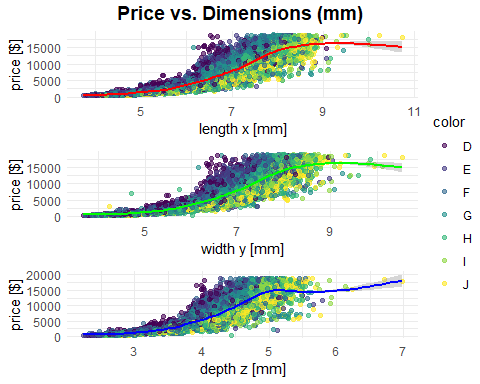 Price vs. Dimensions (mm)
price [$]
15000
10000
5000
0
5
7
9
11
length x [mm]
price [$]
15000
10000
5000
0
5
7
9
width y [mm]
price [$]
20000
15000
10000
5000
0
3
4
5
6
7
depth z [mm]
color
D
E
F
G
H
I
J